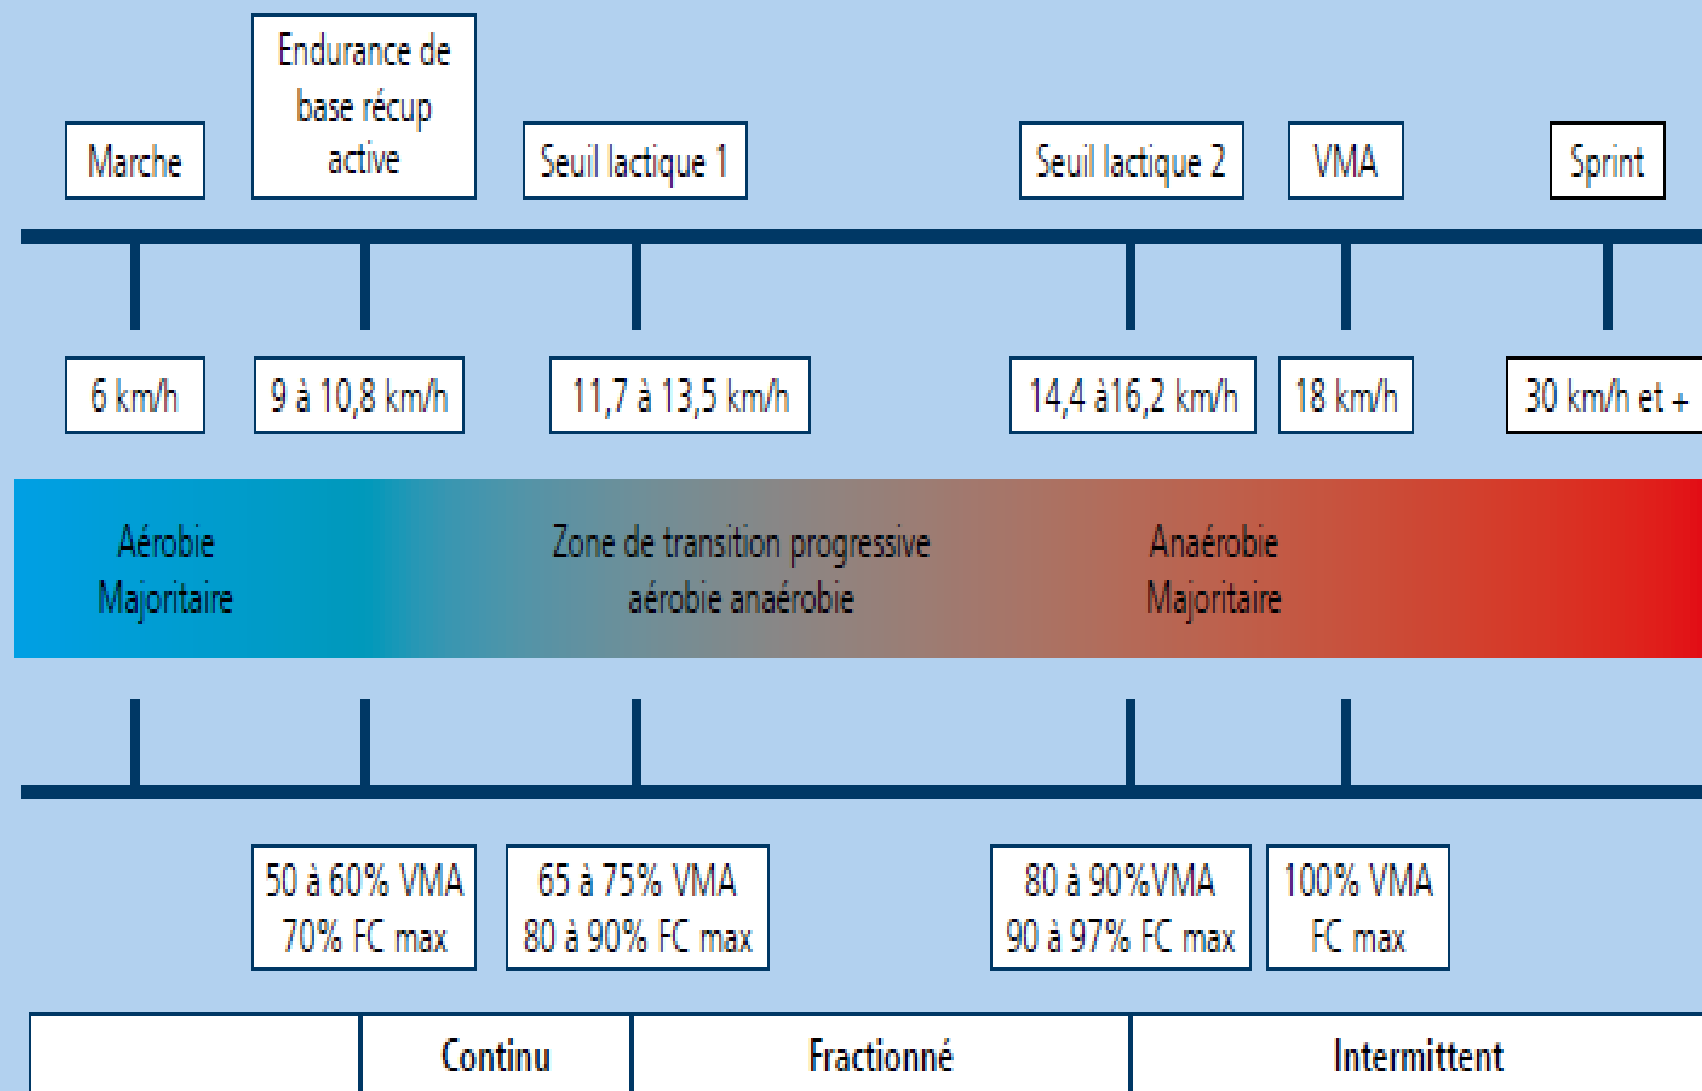 Endurance de
base récup
active
Marche
Seuil lactique 1
Seuil lactique 2
VMA
Sprint
6 km/h
9 à 10,8 km/h
11,7 à 13,5 km/h
14,4 à16,2 km/h
18 km/h
30 km/h et +
Aérobie
Majoritaire
Zone de transition progressive
aérobie anaérobie
Anaérobie
Majoritaire
50 à 60% VMA
70% FC max
65 à 75% VMA
80 à 90% FC max
80 à 90%VMA
90 à 97% FC max
100% VMA
FC max
Continu
Fractionné
Intermittent